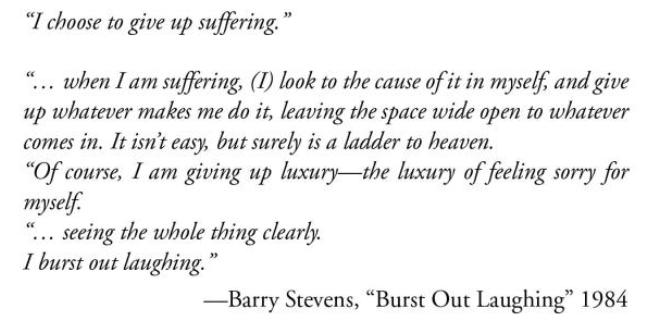 “I choose to give up suffering.”
“… when I am suffering, (I) look to the cause of it in myself, and give
up whatever makes me do it, leaving the space wide open to whatever
comes in. It isn’t easy, but surely is a ladder to heaven.
“Of course, I am giving up luxury—the luxury of feeling sorry for
myself.
“… seeing the whole thing clearly.
I burst out laughing.”
—Barry Stevens, “Burst Out Laughing” 1984